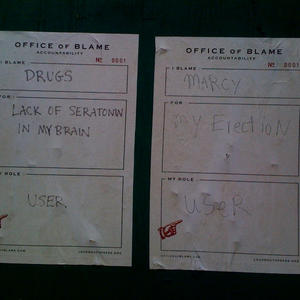 OFFICE OF BLAME
ACCOUNTABILITY
I BLAME
Nº 0001
DRUGS
FOR
LACK OF SERATONIN
IN MY BRAIN
MY ROLE
USER
OFFICE OF BLAME
ACCOUNTABILITY
I BLAME
Nº 0001
MARCY
FOR
MY ErectioN
MY ROLE
USeR